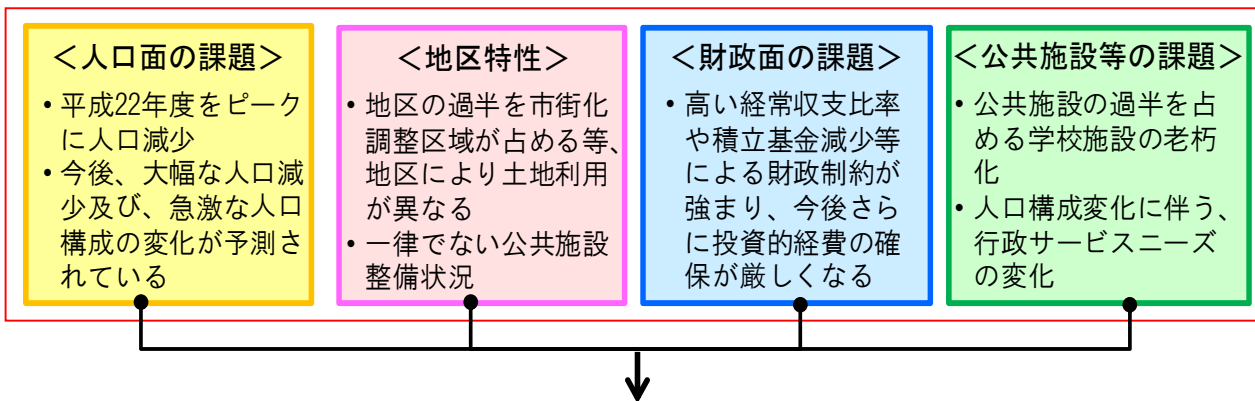 ＜人口面の課題＞
• 平成22年度をピーク
に人口減少
• 今後、大幅な人口減
少及び、急激な人口
構成の変化が予測さ
れている
＜地区特性＞
• 地区の過半を市街化
調整区域が占める等、
地区により土地利用
が異なる
• 一律でない公共施設
整備状況
＜財政面の課題＞
• 高い経常収支比率
や積立基金減少等
による財政制約が
強まり、今後さら
に投資的経費の確
保が厳しくなる
＜公共施設等の課題＞
• 公共施設の過半を占
める学校施設の老朽
化
• 人口構成変化に伴う、
行政サービスニーズ
の変化